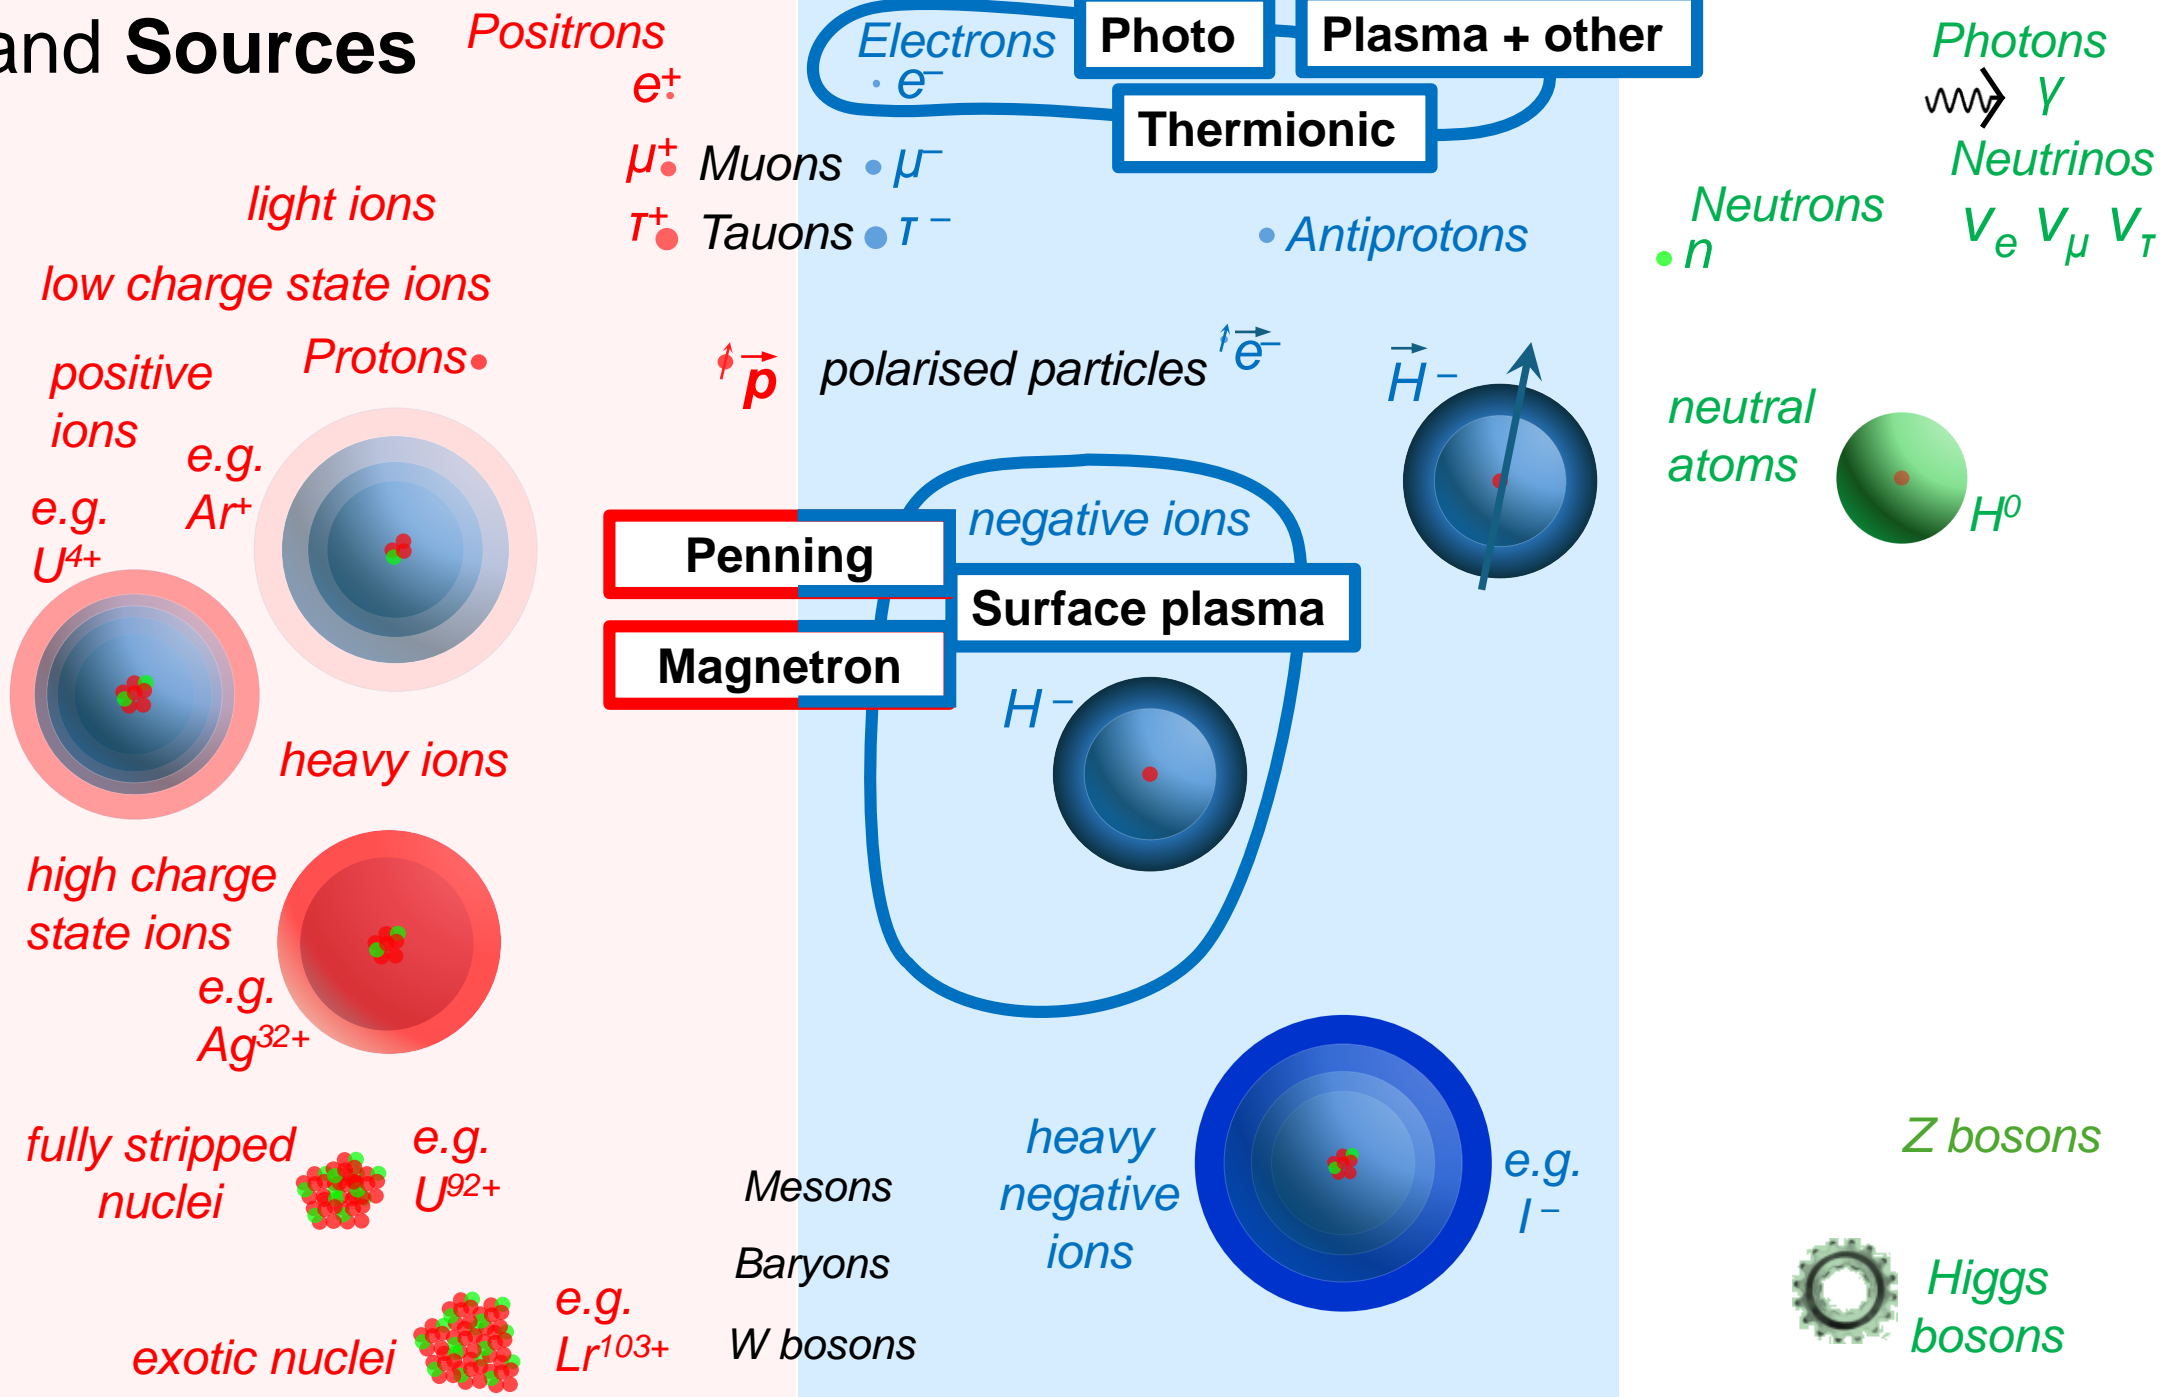 and Sources
Positrons
e⁺
μ⁺ Muons μ⁻
τ⁺ Tauons τ⁻
light ions
low charge state ions
Protons
positive
ions
e.g.
Ar⁺
e.g.
U⁴⁺
heavy ions
high charge
state ions
e.g.
Ag³²⁺
fully stripped
nuclei
e.g.
U⁹²⁺
exotic nuclei
e.g.
Lr¹⁰³⁺
Electrons
e⁻
Photo
Plasma + other
Thermionic
Antiprotons
p
polarised particles
e⁻
H⁻
negative ions
Penning
Surface plasma
Magnetron
H⁻
heavy
negative
ions
e.g.
I⁻
Mesons
Baryons
W bosons
Photons
γ
Neutrinos
νₑ ν_μ ν_τ
Neutrons
n
neutral
atoms
H⁰
Z bosons
Higgs
bosons